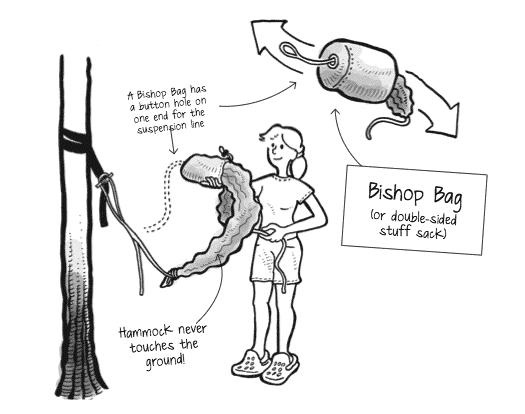 A Bishop Bag has
a button hole on
one end for the
suspension line
Bishop Bag
(or double-sided
stuff sack)
Hammock never
touches the
ground!